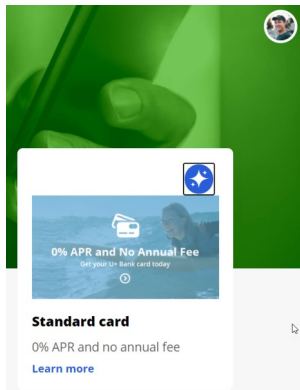 0% APR and No Annual Fee
Get your U+ Bank card today
Standard card
0% APR and no annual fee
Learn more